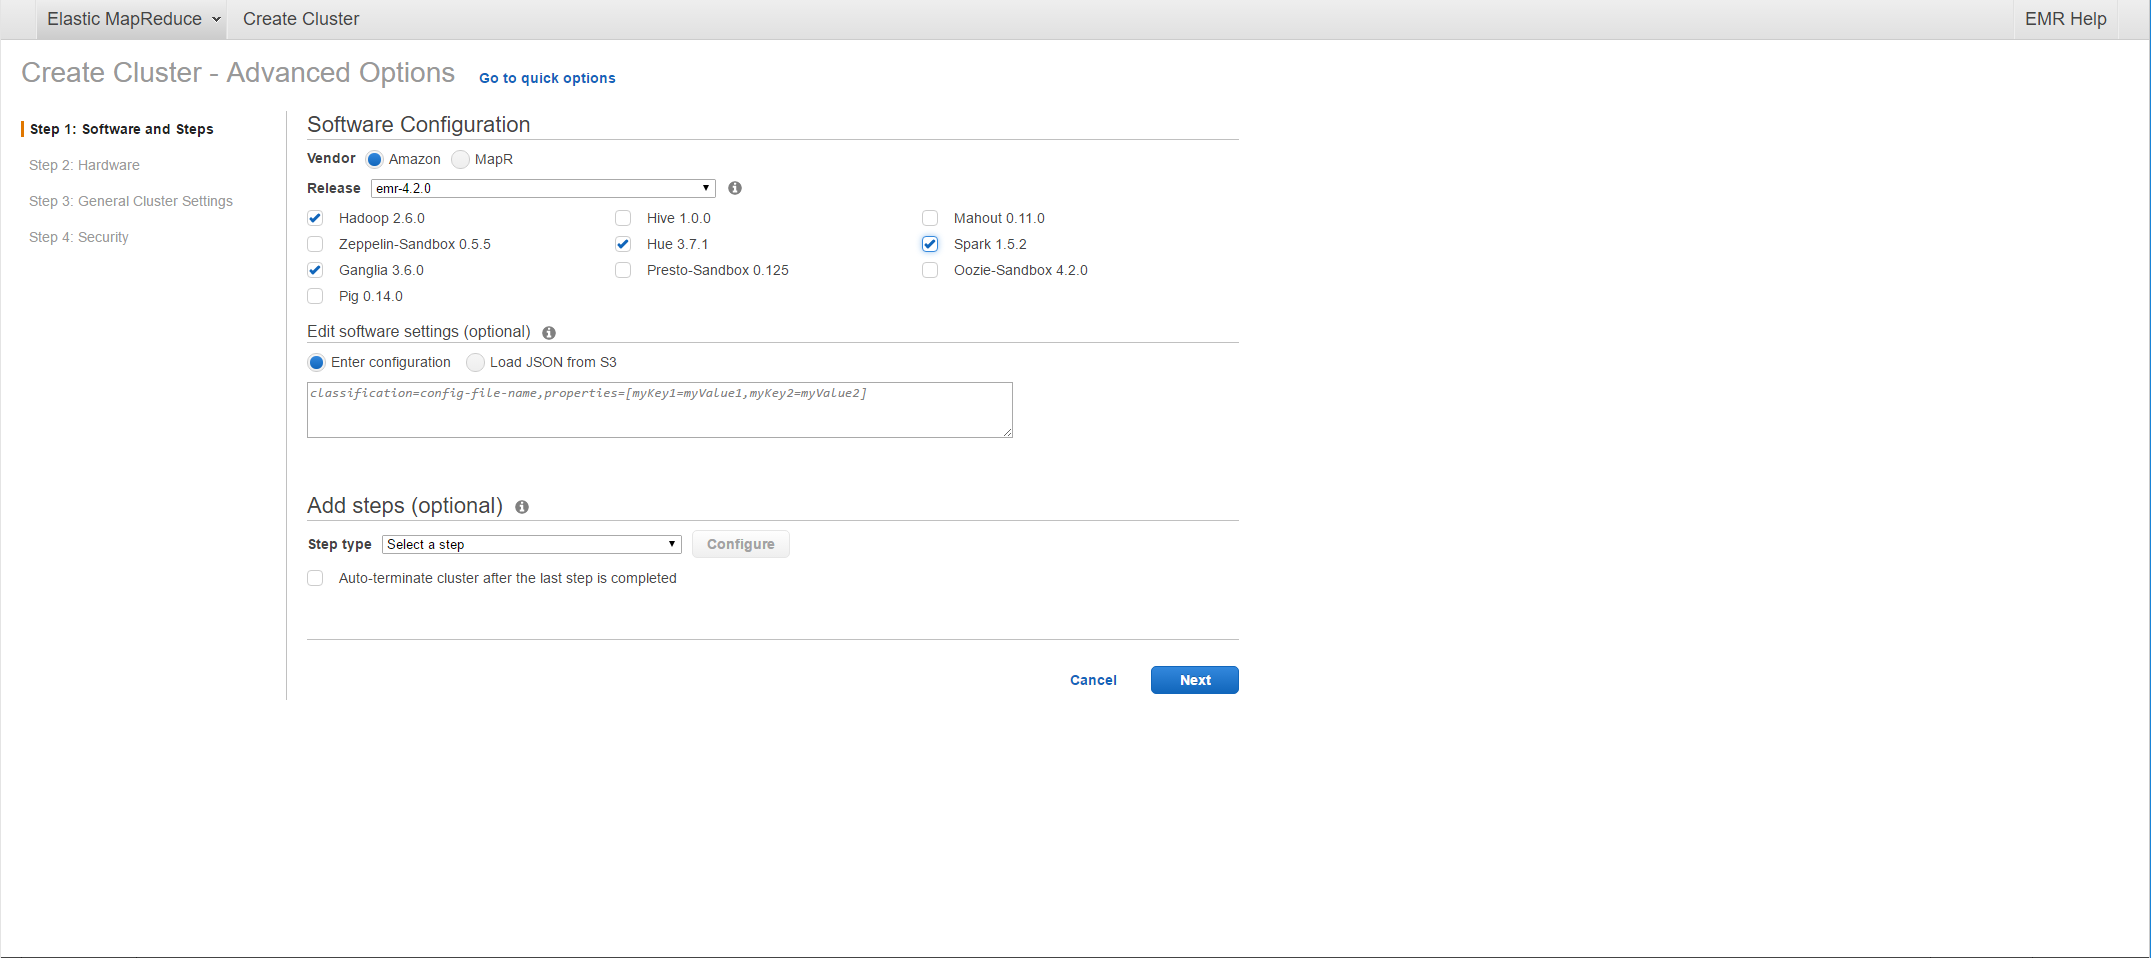 Elastic MapReduce Create Cluster EMR Help
Create Cluster - Advanced Options Go to quick options
Step 1: Software and Steps
Step 2: Hardware
Step 3: General Cluster Settings
Step 4: Security
Software Configuration
Vendor Amazon MapR
Release emr-4.2.0
Hadoop 2.6.0 Hive 1.0.0 Mahout 0.11.0
Zeppelin-Sandbox 0.5.5 Hue 3.7.1 Spark 1.5.2
Ganglia 3.6.0 Presto-Sandbox 0.125 Oozie-Sandbox 4.2.0
Pig 0.14.0
Edit software settings (optional)
Enter configuration Load JSON from S3
classification=config-file-name,properties=[myKey1=myValue1,myKey2=myValue2]
Add steps (optional)
Step type Select a step Configure
Auto-terminate cluster after the last step is completed
Cancel Next